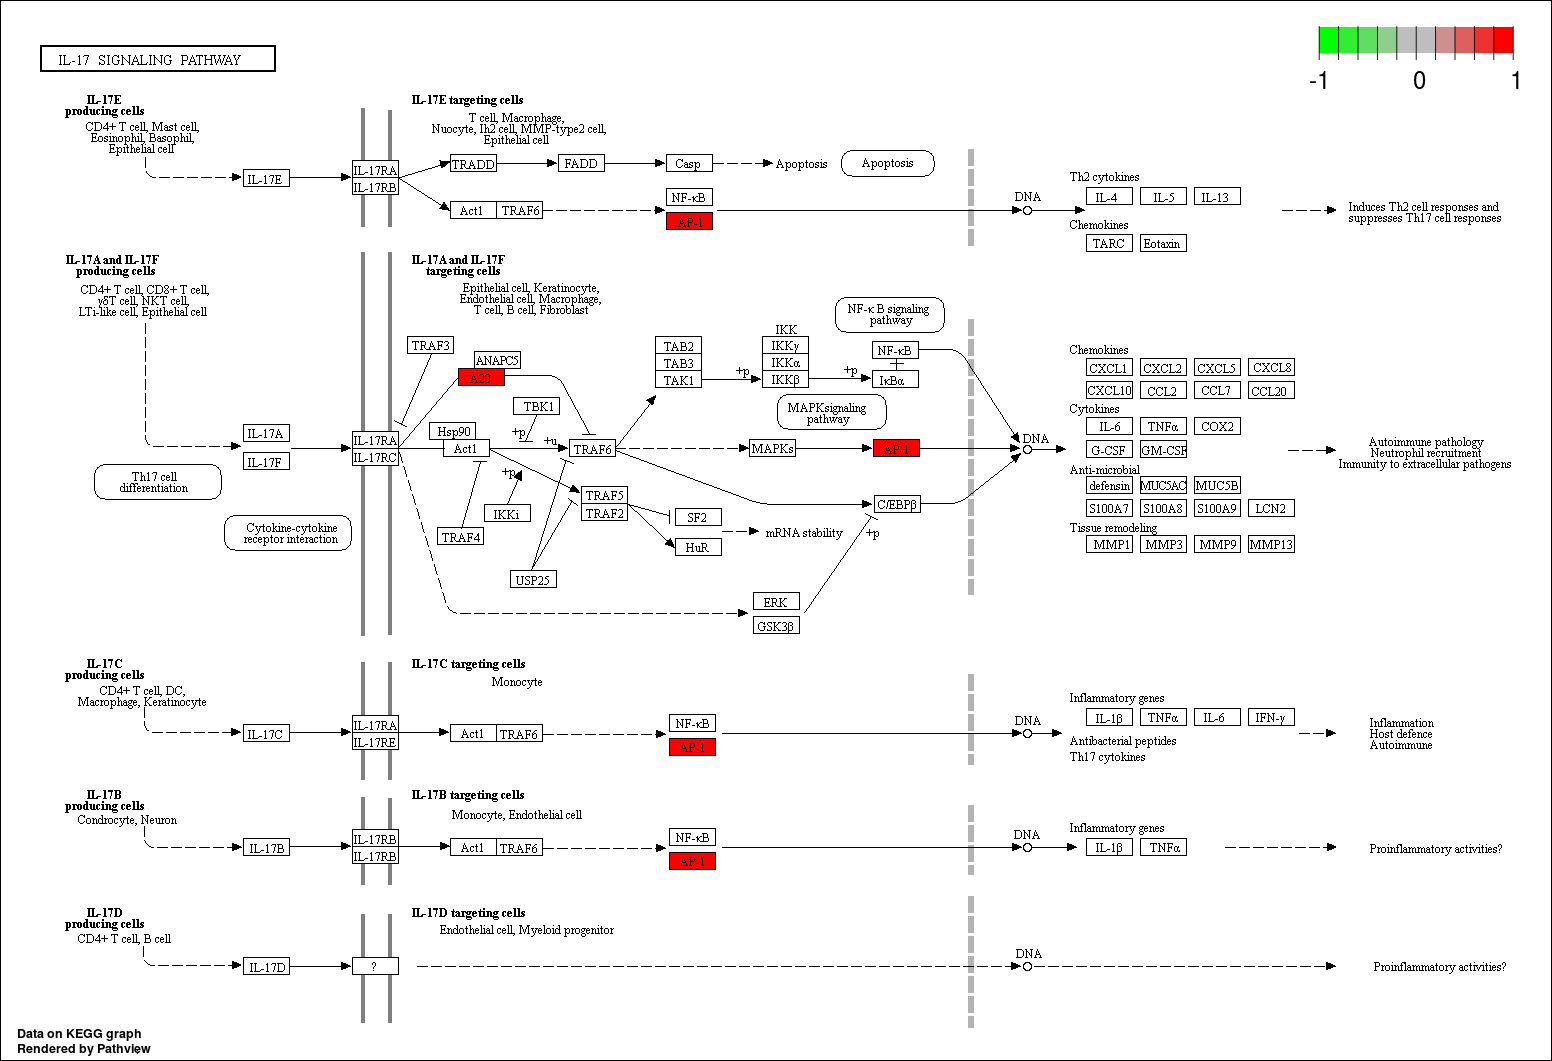 IL-17 SIGNALING PATHWAY
-1 0 1
IL-17E
producing cells
CD4+ T cell, Mast cell,
Eosinophil, Basophil,
Epithelial cell
IL-17E
IL-17RA
IL-17RB
IL-17E targeting cells
T cell, Macrophage,
Nuocyte, Ih2 cell, MMP-type2 cell,
Epithelial cell
TRADD
FADD
Casp
Apoptosis
Apoptosis
Act1 TRAF6
NF-κB
AP-1
DNA
Th2 cytokines
IL-4 IL-5 IL-13
Chemokines
TARC Eotaxin
Induces Th2 cell responses and
suppresses Th17 cell responses
IL-17A and IL-17F
producing cells
CD4+ T cell, CD8+ T cell,
γδT cell, NKT cell,
LTi-like cell, Epithelial cell
IL-17A
IL-17F
Th17 cell
differentiation
Cytokine-cytokine
receptor interaction
IL-17RA
IL-17RC
IL-17A and IL-17F
targeting cells
Epithelial cell, Keratinocyte,
Endothelial cell, Macrophage,
T cell, B cell, Fibroblast
TRAF3
ANAPC5
A20
TBK1
Hsp90
Act1
+p
+u
TRAF6
+p
IKKi
TRAF4
USP25
TRAF5
TRAF2
SF2
HuR
mRNA stability
TAB2
TAB3
TAK1
+p
IKK
IKKγ
IKKα
IKKβ
+p
NF-κ B signaling
pathway
NF-κB
IκBα
MAPKsignaling
pathway
MAPKs
AP-1
C/EBPβ
+p
ERK
GSK3β
DNA
Chemokines
CXCL1 CXCL2 CXCL5 CXCL8
CXCL10 CCL2 CCL7 CCL20
Cytokines
IL-6 TNFα COX2
G-CSF GM-CSF
Anti-microbial
defensin MUC5AC MUC5B
S100A7 S100A8 S100A9 LCN2
Tissue remodeling
MMP1 MMP3 MMP9 MMP13
Autoimmune pathology
Neutrophil recruitment
Immunity to extracellular pathogens
IL-17C
producing cells
CD4+ T cell, DC,
Macrophage, Keratinocyte
IL-17C
IL-17RA
IL-17RE
IL-17C targeting cells
Monocyte
Act1 TRAF6
NF-κB
AP-1
DNA
Inflammatory genes
IL-1β TNFα IL-6 IFN-γ
Antibacterial peptides
Th17 cytokines
Inflammation
Host defence
Autoimmune
IL-17B
producing cells
Condrocyte, Neuron
IL-17B
IL-17RB
IL-17RB
IL-17B targeting cells
Monocyte, Endothelial cell
Act1 TRAF6
NF-κB
AP-1
DNA
Inflammatory genes
IL-1β TNFα
Proinflammatory activities?
IL-17D
producing cells
CD4+ T cell, B cell
IL-17D
?
IL-17D targeting cells
Endothelial cell, Myeloid progenitor
DNA
Proinflammatory activities?
Data on KEGG graph
Rendered by Pathview